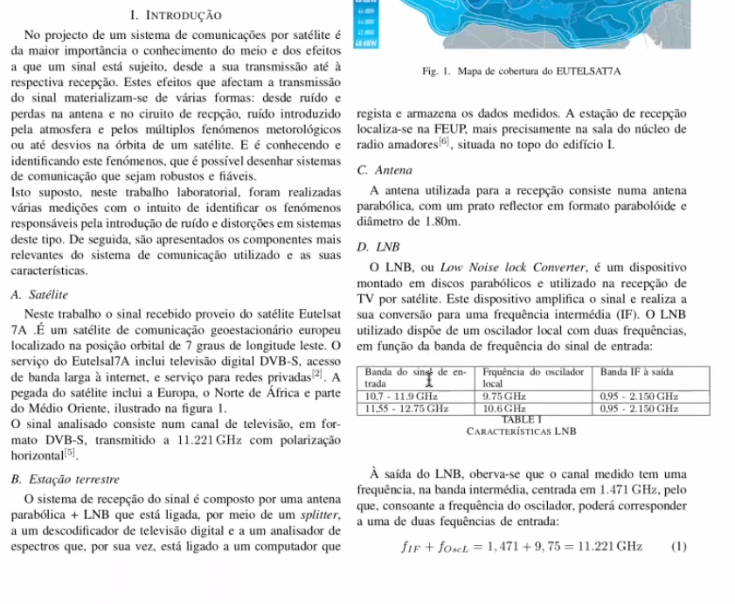 I. Introdução
No projecto de um sistema de comunicações por satélite é
da maior importância o conhecimento do meio e dos efeitos
a que um sinal está sujeito, desde a sua transmissão até à
respectiva recepção. Estes efeitos que afectam a transmissão
do sinal materializam-se de várias formas: desde ruído e
perdas na antena e no ciruito de recpção, ruído introduzido
pela atmosfera e pelos múltiplos fenómenos metorológicos
ou até desvios na órbita de um satélite. E é conhecendo e
identificando este fenómenos, que é possível desenhar sistemas
de comunicação que sejam robustos e fiáveis.
Isto suposto, neste trabalho laboratorial, foram realizadas
várias medições com o intuito de identificar os fenómenos
responsáveis pela introdução de ruído e distorções em sistemas
deste tipo. De seguida, são apresentados os componentes mais
relevantes do sistema de comunicação utilizado e as suas
características.
A. Satélite
Neste trabalho o sinal recebido proveio do satélite Eutelsat
7A .É um satélite de comunicação geoestacionário europeu
localizado na posição orbital de 7 graus de longitude leste. O
serviço do Eutelsal7A inclui televisão digital DVB-S, acesso
de banda larga à internet, e serviço para redes privadas[2]. A
pegada do satélite inclui a Europa, o Norte de África e parte
do Médio Oriente, ilustrado na figura 1.
O sinal analisado consiste num canal de televisão, em for-
mato DVB-S, transmitido a 11.221 GHz com polarização
horizontal[5].
B. Estação terrestre
O sistema de recepção do sinal é composto por uma antena
parabólica + LNB que está ligada, por meio de um splitter,
a um descodificador de televisão digital e a um analisador de
espectros que, por sua vez, está ligado a um computador que
48 dBW
Fig. 1. Mapa de cobertura do EUTELSAT7A
regista e armazena os dados medidos. A estação de recepção
localiza-se na FEUP, mais precisamente na sala do núcleo de
radio amadores[6], situada no topo do edifício I.
C. Antena
A antena utilizada para a recepção consiste numa antena
parabólica, com um prato reflector em formato parabolóide e
diâmetro de 1.80m.
D. LNB
O LNB, ou Low Noise lock Converter, é um dispositivo
montado em discos parabólicos e utilizado na recepção de
TV por satélite. Este dispositivo amplifica o sinal e realiza a
sua conversão para uma frequência intermédia (IF). O LNB
utilizado dispõe de um oscilador local com duas frequências,
em função da banda de frequência do sinal de entrada:
Banda do sinal de en- Frquência do oscilador Banda IF à saída
trada local
10,7 - 11.9 GHz 9.75 GHz 0,95 - 2.150 GHz
11,55 - 12.75 GHz 10.6 GHz 0,95 - 2.150 GHz
TABLE I
Características LNB
À saída do LNB, oberva-se que o canal medido tem uma
frequência, na banda intermédia, centrada em 1.471 GHz, pelo
que, consoante a frequência do oscilador, poderá corresponder
a uma de duas fequências de entrada:
f_IF + f_OscL = 1,471 + 9,75 = 11.221 GHz (1)